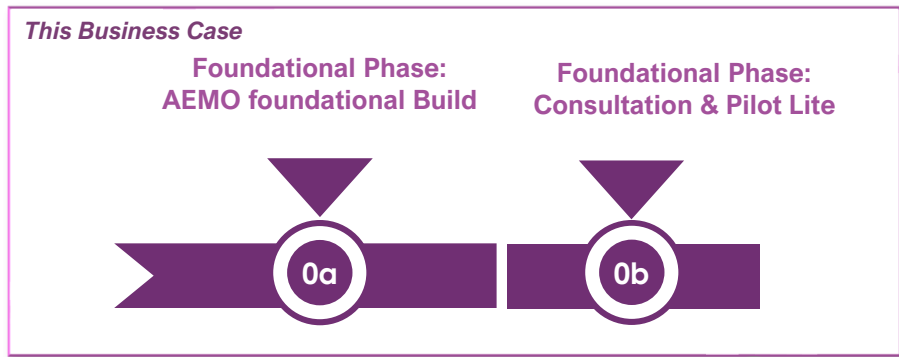 This Business Case
Foundational Phase:
AEMO foundational Build
Foundational Phase:
Consultation & Pilot Lite
0a
0b